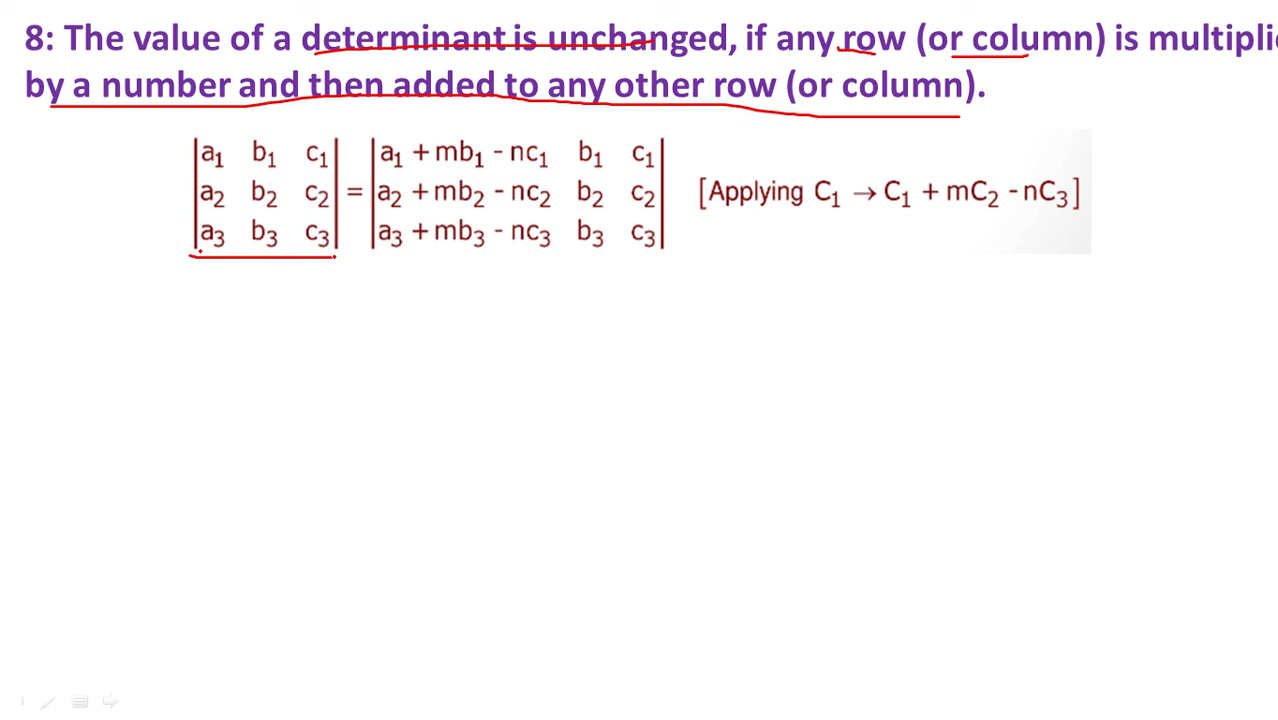 8: The value of a determinant is unchanged, if any row (or column) is multipli
by a number and then added to any other row (or column).
|a₁ b₁ c₁| |a₁ + mb₁ - nc₁ b₁ c₁|
|a₂ b₂ c₂| = |a₂ + mb₂ - nc₂ b₂ c₂| [Applying C₁ → C₁ + mC₂ - nC₃]
|a₃ b₃ c₃| |a₃ + mb₃ - nc₃ b₃ c₃|